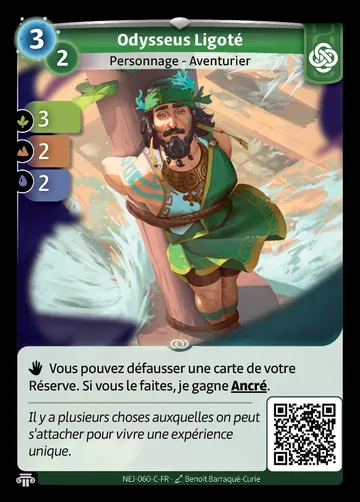 3
2
Odysseus Ligoté
Personnage - Aventurier
3
2
2
Vous pouvez défausser une carte de votre
Réserve. Si vous le faites, je gagne Ancré.
Il y a plusieurs choses auxquelles on peut
s'attacher pour vivre une expérience
unique.
NEJ-060-C-FR - Benoit Barraqué-Curie